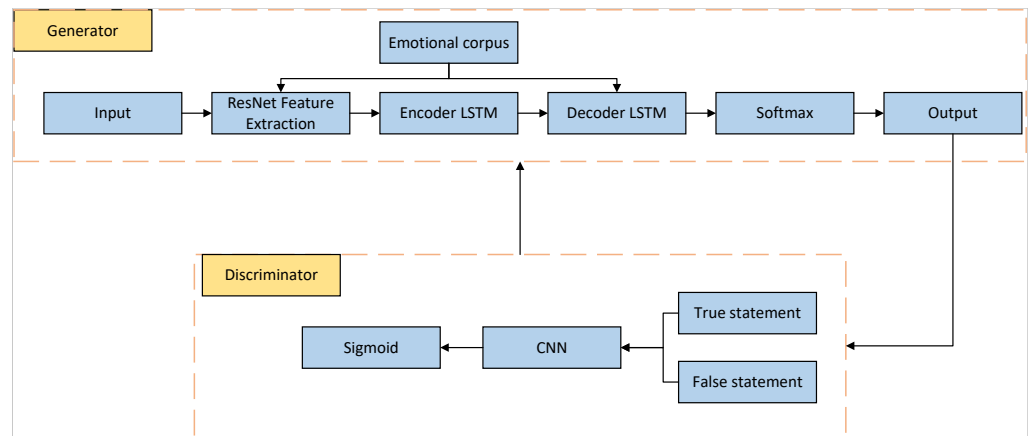 Generator
Emotional corpus
Input
ResNet Feature
Extraction
Encoder LSTM
Decoder LSTM
Softmax
Output
Discriminator
True statement
Sigmoid
CNN
False statement